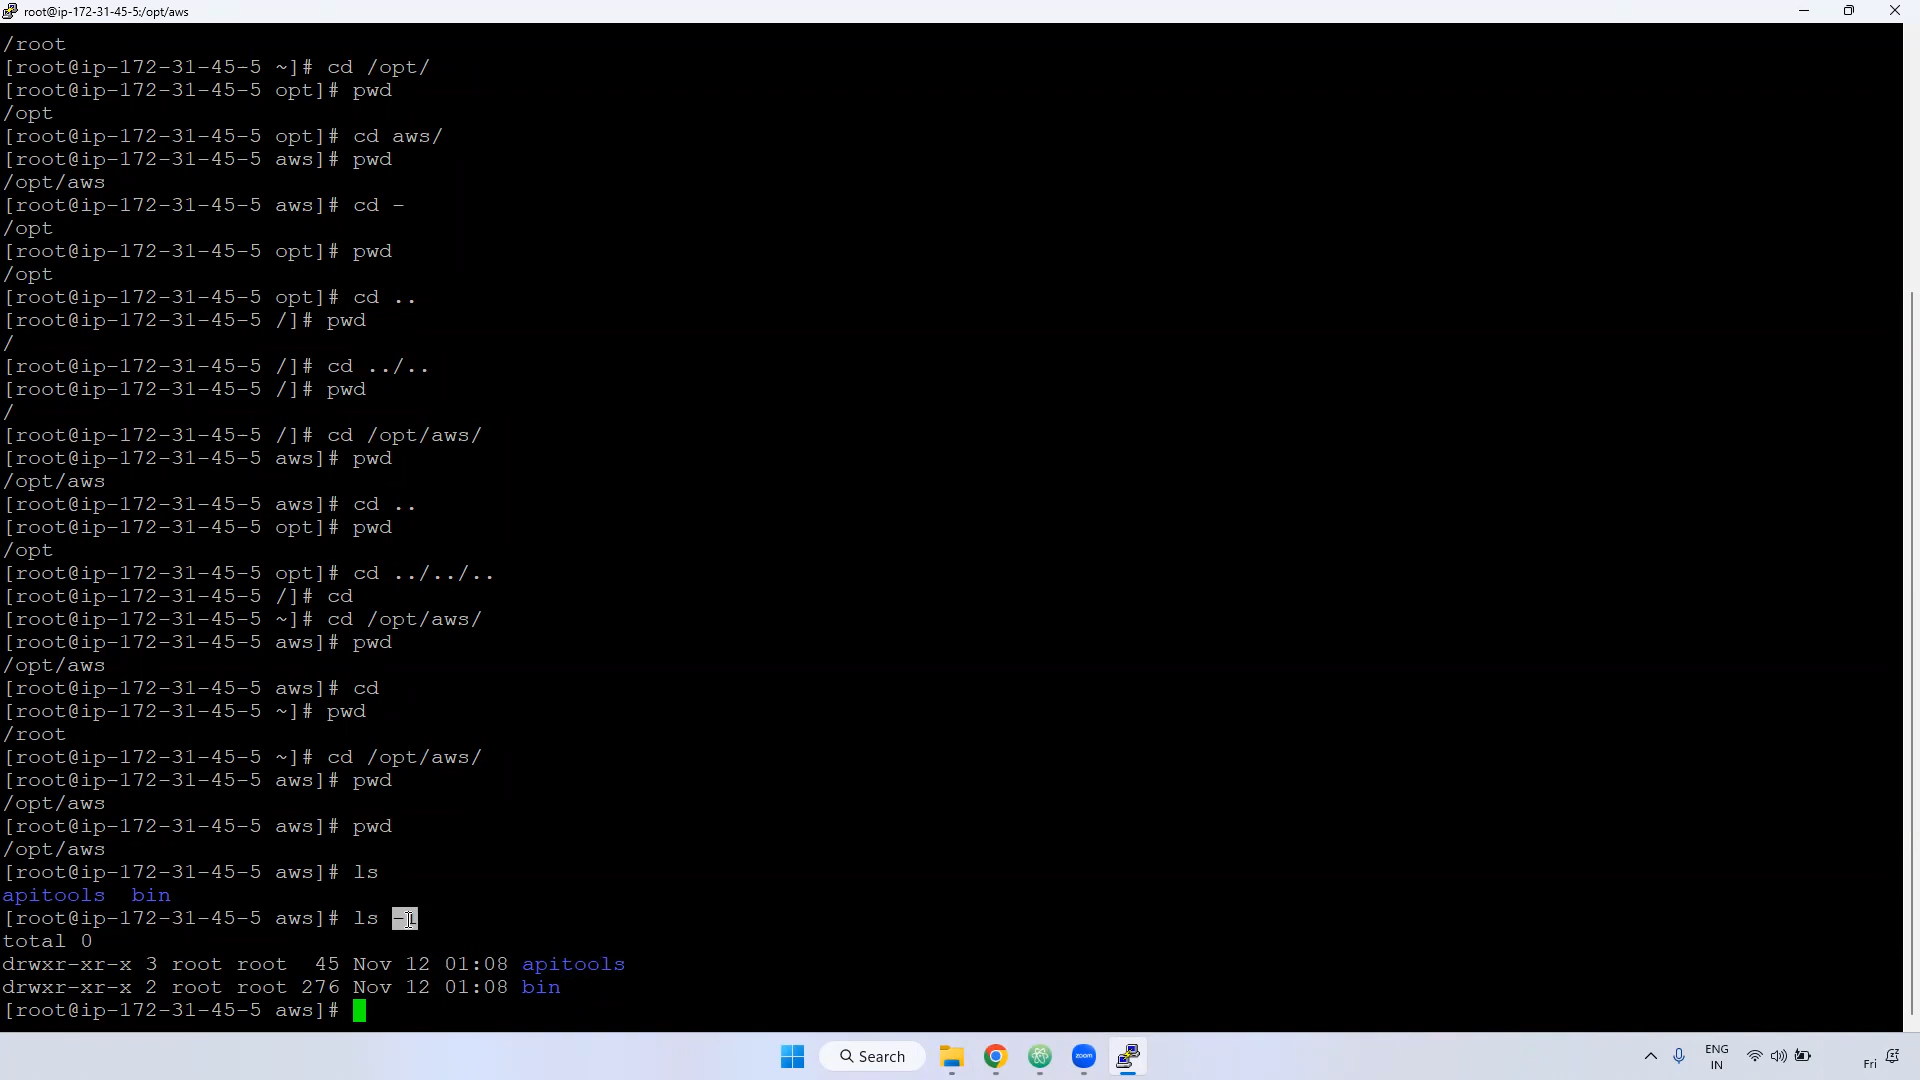 root@ip-172-31-45-5:/opt/aws
/root
[root@ip-172-31-45-5 ~]# cd /opt/
[root@ip-172-31-45-5 opt]# pwd
/opt
[root@ip-172-31-45-5 opt]# cd aws/
[root@ip-172-31-45-5 aws]# pwd
/opt/aws
[root@ip-172-31-45-5 aws]# cd -
/opt
[root@ip-172-31-45-5 opt]# pwd
/opt
[root@ip-172-31-45-5 opt]# cd ..
[root@ip-172-31-45-5 /]# pwd
/
[root@ip-172-31-45-5 /]# cd ../..
[root@ip-172-31-45-5 /]# pwd
/
[root@ip-172-31-45-5 /]# cd /opt/aws/
[root@ip-172-31-45-5 aws]# pwd
/opt/aws
[root@ip-172-31-45-5 aws]# cd ..
[root@ip-172-31-45-5 opt]# pwd
/opt
[root@ip-172-31-45-5 opt]# cd ../../..
[root@ip-172-31-45-5 /]# cd
[root@ip-172-31-45-5 ~]# cd /opt/aws/
[root@ip-172-31-45-5 aws]# pwd
/opt/aws
[root@ip-172-31-45-5 aws]# cd
[root@ip-172-31-45-5 ~]# pwd
/root
[root@ip-172-31-45-5 ~]# cd /opt/aws/
[root@ip-172-31-45-5 aws]# pwd
/opt/aws
[root@ip-172-31-45-5 aws]# pwd
/opt/aws
[root@ip-172-31-45-5 aws]# ls
apitools  bin
[root@ip-172-31-45-5 aws]# ls -l
total 0
drwxr-xr-x 3 root root  45 Nov 12 01:08 apitools
drwxr-xr-x 2 root root 276 Nov 12 01:08 bin
[root@ip-172-31-45-5 aws]#
Search
zoom
ENG
IN
Fri